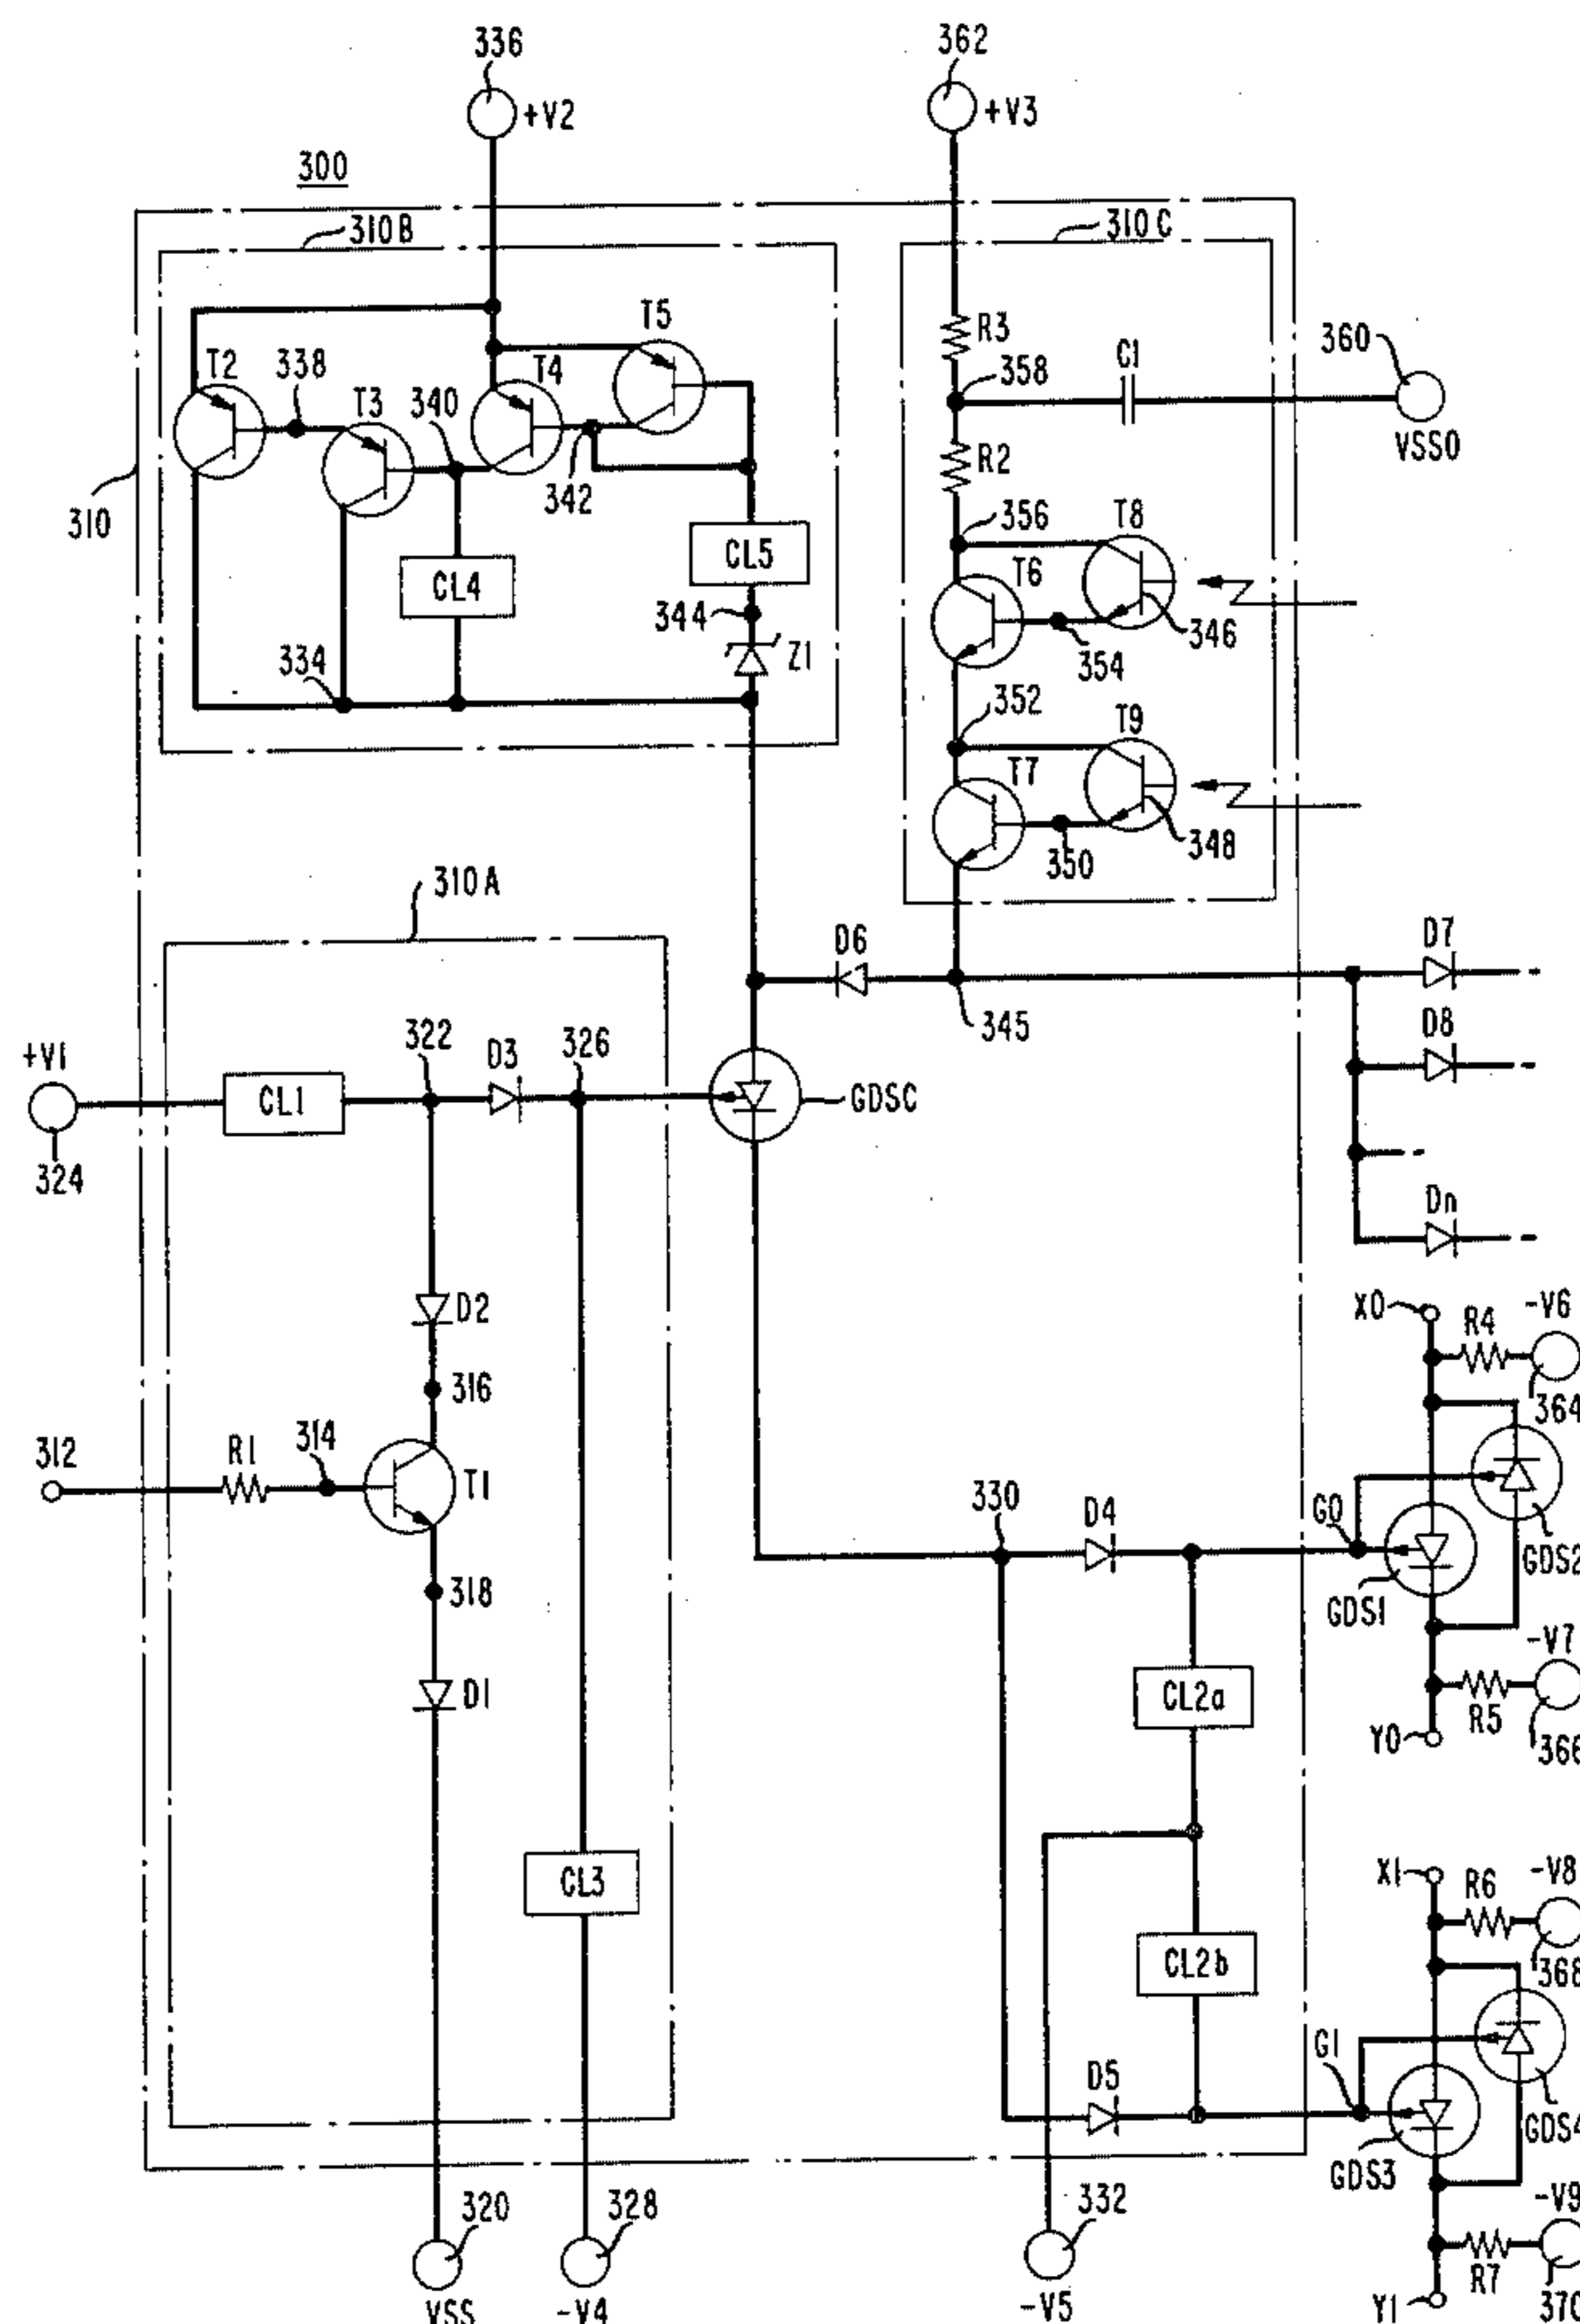 336
362
+V2
+V3
300
310B
310C
T5
R3
C1
360
T2
338
T4
358
T3
340
VSS0
342
R2
310
356
T8
CL5
T6
CL4
344
346
Z1
354
334
352
T9
T7
348
350
310A
D7
D6
345
D8
322
D3
326
+V1
CL1
GDSC
324
Dn
X0
-V6
R4
D2
316
364
312
R1
314
T1
330
D4
G0
GDS2
318
GDS1
-V7
D1
CL2a
R5
Y0
366
CL3
X1
-V8
R6
CL2b
368
G1
D5
GDS4
GDS3
320
328
332
-V9
R7
VSS
-V4
-V5
Y1
370